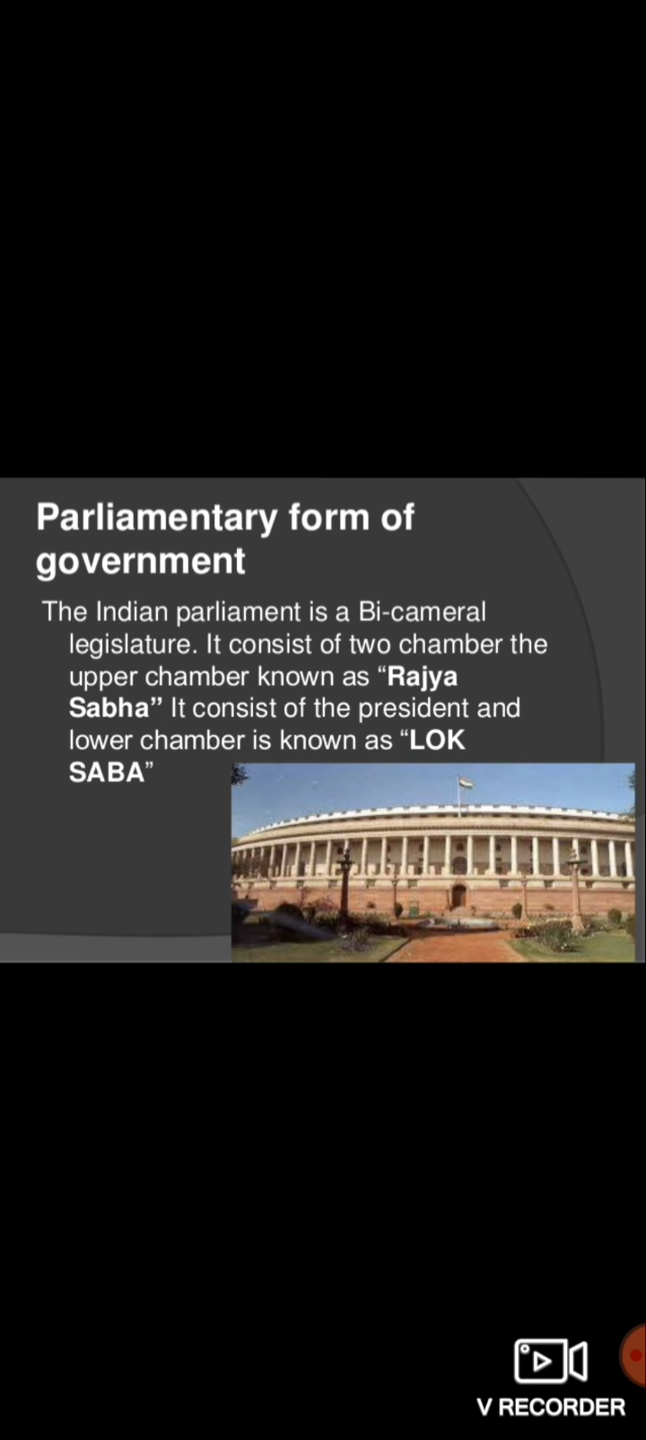 Parliamentary form of
government
The Indian parliament is a Bi-cameral
legislature. It consist of two chamber the
upper chamber known as “Rajya
Sabha” It consist of the president and
lower chamber is known as “LOK
SABA”
V RECORDER